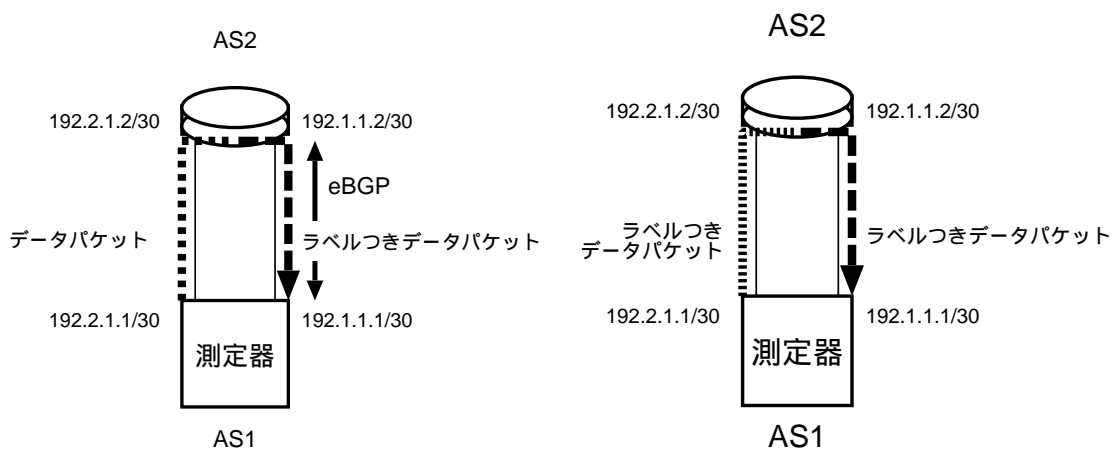 AS2
192.2.1.2/30
192.1.1.2/30
eBGP
データパケット
ラベルつきデータパケット
192.2.1.1/30
192.1.1.1/30
測定器
AS1
AS2
192.2.1.2/30
192.1.1.2/30
ラベルつき
データパケット
ラベルつきデータパケット
192.2.1.1/30
192.1.1.1/30
測定器
AS1